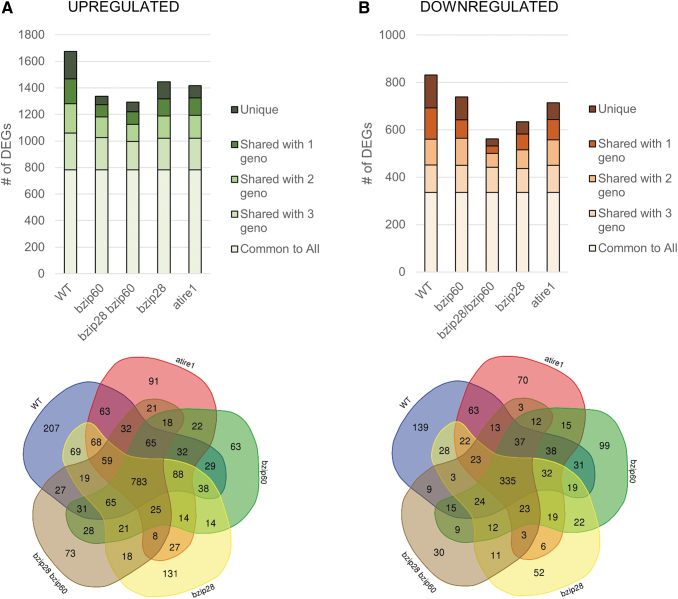 A
UPREGULATED
# of DEGs
1800
1600
1400
1200
1000
800
600
400
200
0
WT
bzip60
bzip28 bzip60
bzip28
atire1
Unique
Shared with 1
geno
Shared with 2
geno
Shared with 3
geno
Common to All
B
DOWNREGULATED
# of DEGs
1000
800
600
400
200
0
WT
bzip60
bzip28/bzip60
bzip28
atire1
Unique
Shared with 1
geno
Shared with 2
geno
Shared with 3
geno
Common to All
WT
atire1
bzip60
bzip28
bzip28 bzip60
91
207
63
32
21
18
22
63
69
68
59
65
32
29
27
19
783
88
38
31
65
25
14
14
28
21
8
27
73
18
131
WT
atire1
bzip60
bzip28
bzip28 bzip60
70
139
63
13
3
12
15
99
28
22
23
37
38
31
9
3
335
32
19
15
24
23
19
22
9
12
3
6
30
11
52